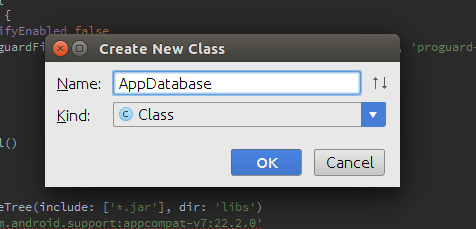 l
{
ifyEnabled false
Create New Class
guardFi
, 'proguard-
Name: AppDatabase
Kind: C Class
l()
OK Cancel
eTree(include: ['*.jar'], dir: 'libs')
m.android.support:appcompat-v7:22.2.0'